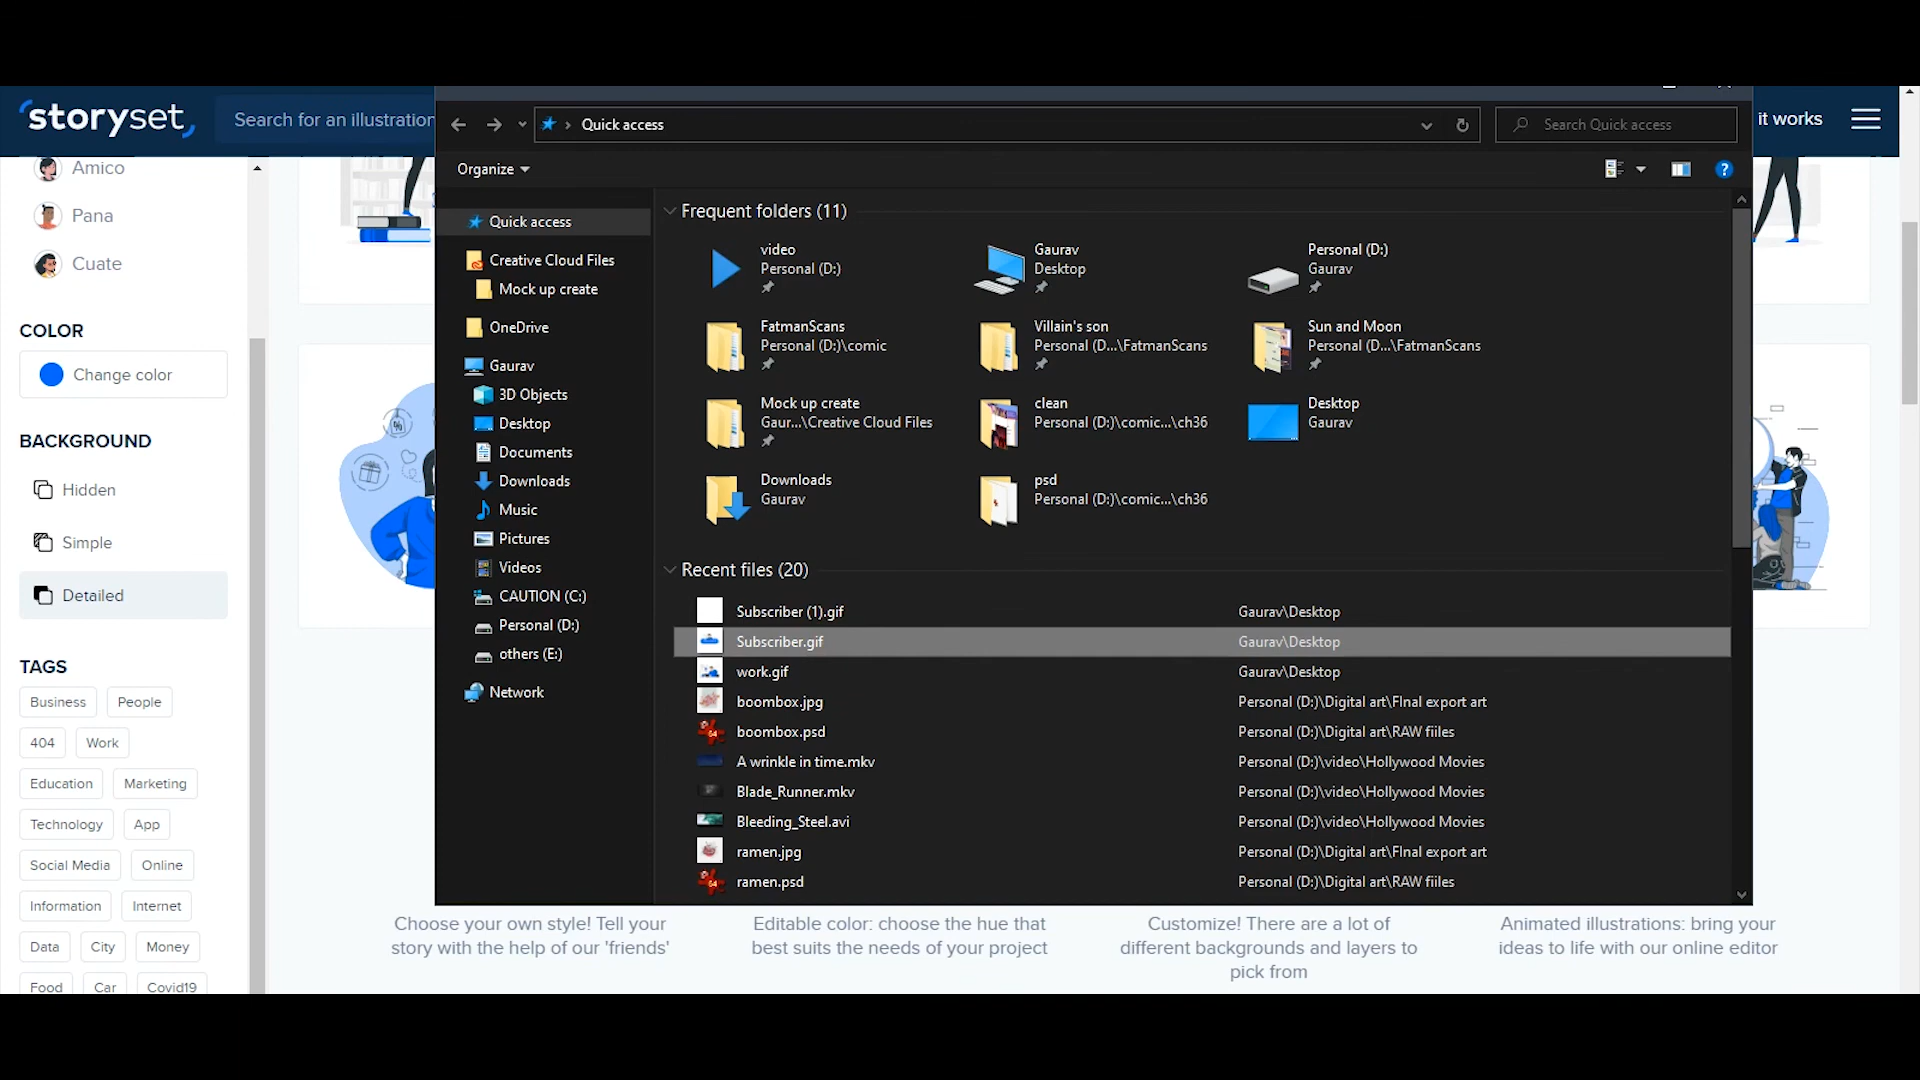 storyset
Search for an illustration
it works
Amico
Pana
Cuate
COLOR
Change color
BACKGROUND
Hidden
Simple
Detailed
TAGS
Business
People
404
Work
Education
Marketing
Technology
App
Social Media
Online
Information
Internet
Data
City
Money
Food
Car
Covid19
Quick access
Search Quick access
Organize
?
Quick access
Creative Cloud Files
Mock up create
OneDrive
Gaurav
3D Objects
Desktop
Documents
Downloads
Music
Pictures
Videos
CAUTION (C:)
Personal (D:)
others (E:)
Network
Frequent folders (11)
video
Personal (D:)
Gaurav
Desktop
Personal (D:)
Gaurav
FatmanScans
Personal (D:)\comic
Villain's son
Personal (D...\FatmanScans
Sun and Moon
Personal (D...\FatmanScans
Mock up create
Gaur...\Creative Cloud Files
clean
Personal (D:)\comic...\ch36
Desktop
Gaurav
Downloads
Gaurav
psd
Personal (D:)\comic...\ch36
Recent files (20)
Subscriber (1).gif Gaurav\Desktop
Subscriber.gif Gaurav\Desktop
work.gif Gaurav\Desktop
boombox.jpg Personal (D:)\Digital art\FInal export art
boombox.psd Personal (D:)\Digital art\RAW fiiles
A wrinkle in time.mkv Personal (D:)\video\Hollywood Movies
Blade_Runner.mkv Personal (D:)\video\Hollywood Movies
Bleeding_Steel.avi Personal (D:)\video\Hollywood Movies
ramen.jpg Personal (D:)\Digital art\FInal export art
ramen.psd Personal (D:)\Digital art\RAW fiiles
Choose your own style! Tell your
story with the help of our 'friends'
Editable color: choose the hue that
best suits the needs of your project
Customize! There are a lot of
different backgrounds and layers to
pick from
Animated illustrations: bring your
ideas to life with our online editor